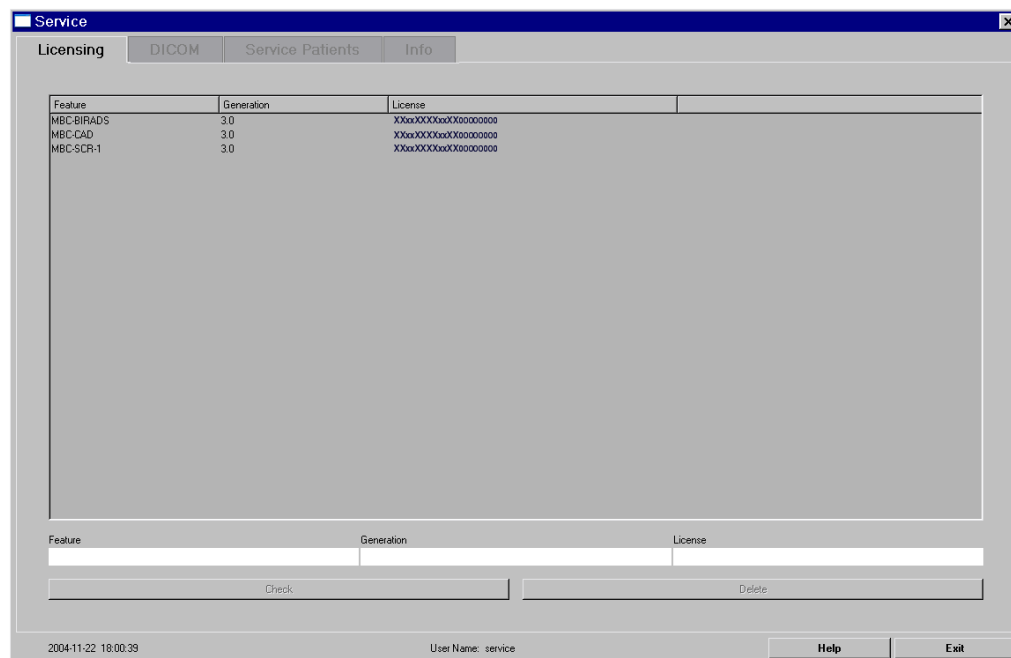 Service
Licensing DICOM Service Patients Info
Feature Generation License
MBC-BIRADS 3.0 XXxxXXXXxxXX00000000
MBC-CAD 3.0 XXxxXXXXxxXX00000000
MBC-SCR-1 3.0 XXxxXXXXxxXX00000000
Feature Generation License
Check Delete
2004-11-22 18:00:39 User Name: service Help Exit